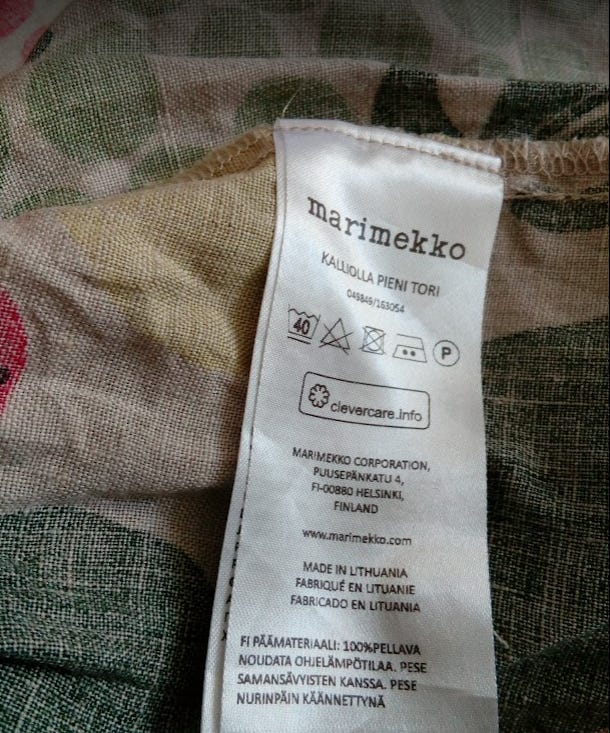 marimekko
KALLIOLLA PIENI TORI
049849/163054
40
P
clevercare.info
MARIMEKKO CORPORATION,
PUUSEPÄNKATU 4,
FI-00880 HELSINKI,
FINLAND
www.marimekko.com
MADE IN LITHUANIA
FABRIQUÉ EN LITUANIE
FABRICADO EN LITUANIA
FI PÄÄMATERIAALI: 100%PELLAVA
NOUDATA OHJELÄMPÖTILAA. PESE
SAMANSÄVYISTEN KANSSA. PESE
NURINPÄIN KÄÄNNETTYNÄ